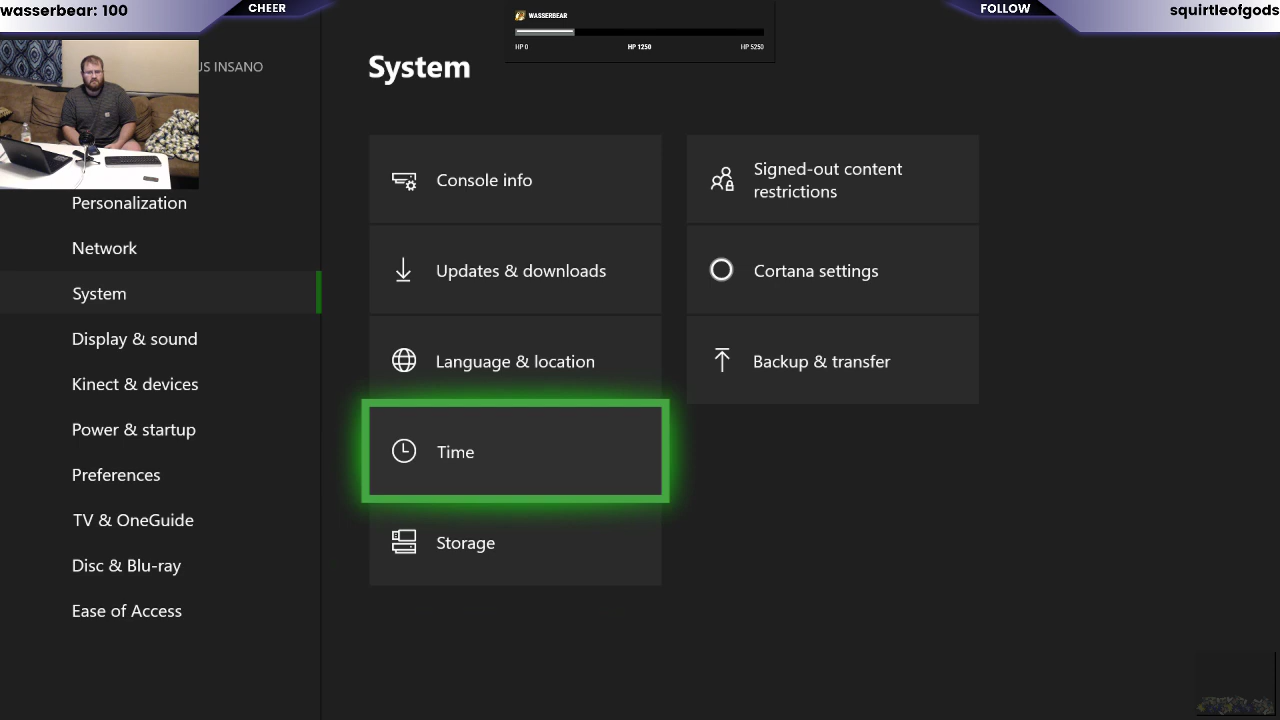 wasserbear: 100
CHEER
WASSERBEAR
HP 0
HP 1250
HP 5250
FOLLOW
squirtleofgods
US INSANO
Personalization
Network
System
Display & sound
Kinect & devices
Power & startup
Preferences
TV & OneGuide
Disc & Blu-ray
Ease of Access
System
Console info
Updates & downloads
Language & location
Time
Storage
Signed-out content
restrictions
Cortana settings
Backup & transfer